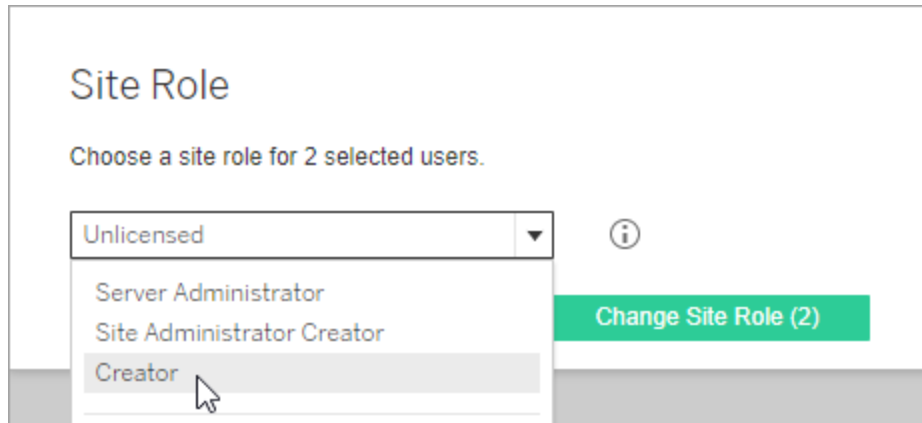 Site Role
Choose a site role for 2 selected users.
Unlicensed
Server Administrator
Site Administrator Creator
Change Site Role (2)
Creator